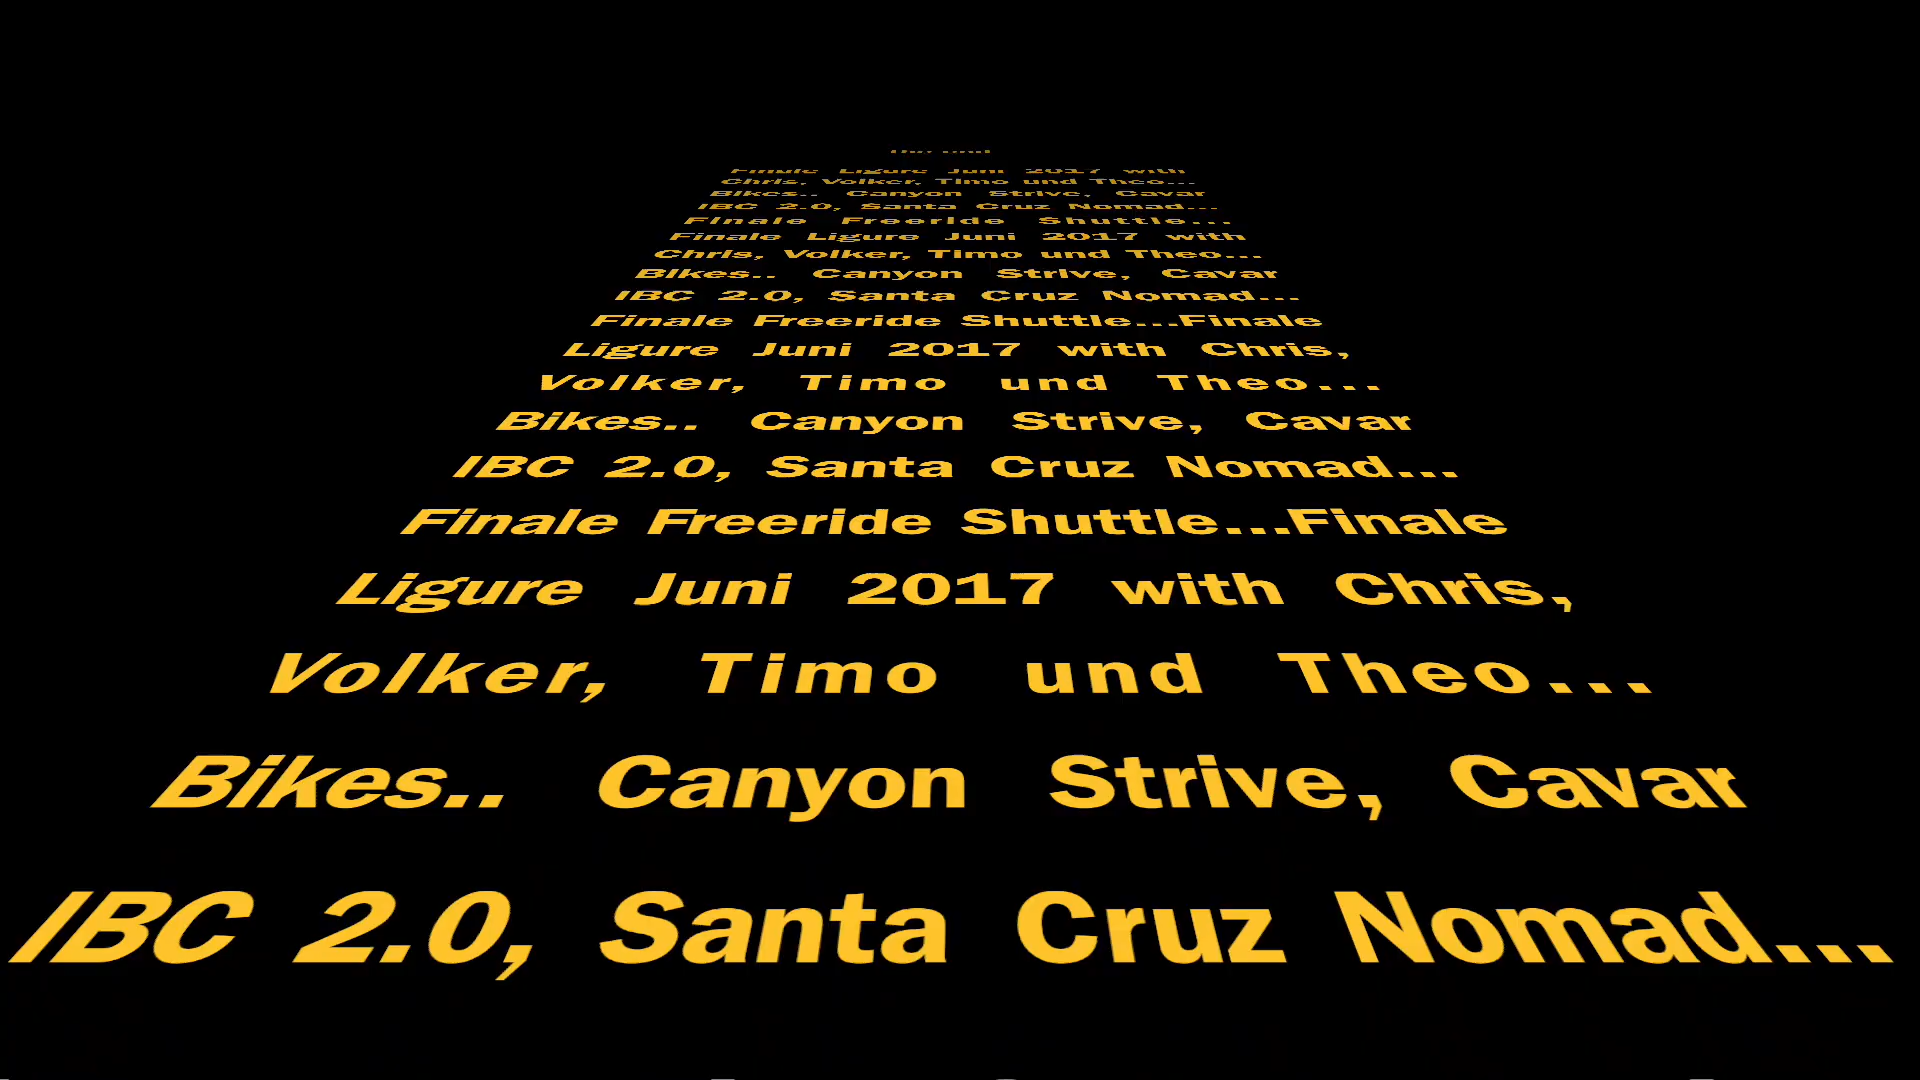 Finale Ligure Juni 2017 with
Chris, Volker, Timo und Theo...
Bikes.. Canyon Strive, Cavar
IBC 2.0, Santa Cruz Nomad...
Finale Freeride Shuttle...
Finale Ligure Juni 2017 with
Chris, Volker, Timo und Theo...
Bikes.. Canyon Strive, Cavar
IBC 2.0, Santa Cruz Nomad...
Finale Freeride Shuttle...Finale
Ligure Juni 2017 with Chris,
Volker, Timo und Theo...
Bikes.. Canyon Strive, Cavar
IBC 2.0, Santa Cruz Nomad...
Finale Freeride Shuttle...Finale
Ligure Juni 2017 with Chris,
Volker, Timo und Theo...
Bikes.. Canyon Strive, Cavar
IBC 2.0, Santa Cruz Nomad...